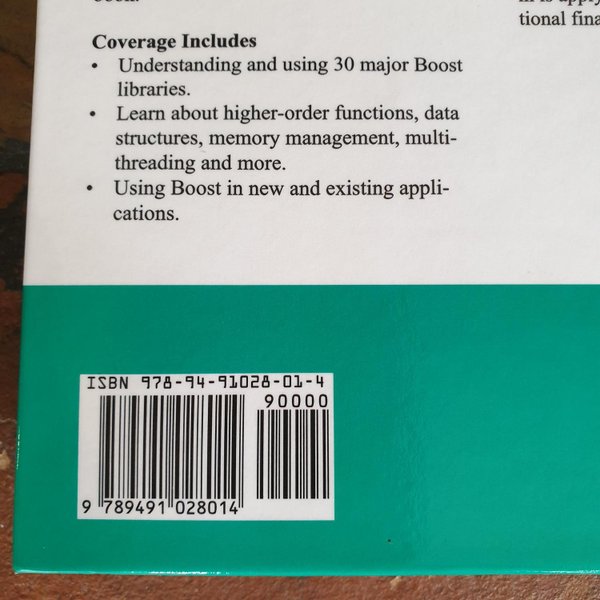 Coverage Includes
• Understanding and using 30 major Boost
libraries.
• Learn about higher-order functions, data
structures, memory management, multi-
threading and more.
• Using Boost in new and existing appli-
cations.
tional
ISBN 978-94-91028-01-4
90000
9 789491 028014